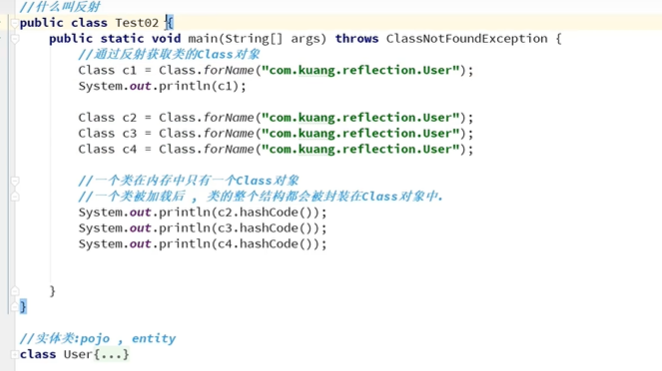 //什么叫反射
public class Test02 {
public static void main(String[] args) throws ClassNotFoundException {
//通过反射获取类的Class对象
Class c1 = Class.forName("com.kuang.reflection.User");
System.out.println(c1);
Class c2 = Class.forName("com.kuang.reflection.User");
Class c3 = Class.forName("com.kuang.reflection.User");
Class c4 = Class.forName("com.kuang.reflection.User");
//一个类在内存中只有一个Class对象
//一个类被加载后 , 类的整个结构都会被封装在Class对象中.
System.out.println(c2.hashCode());
System.out.println(c3.hashCode());
System.out.println(c4.hashCode());
}
}
//实体类:pojo , entity
class User{...}